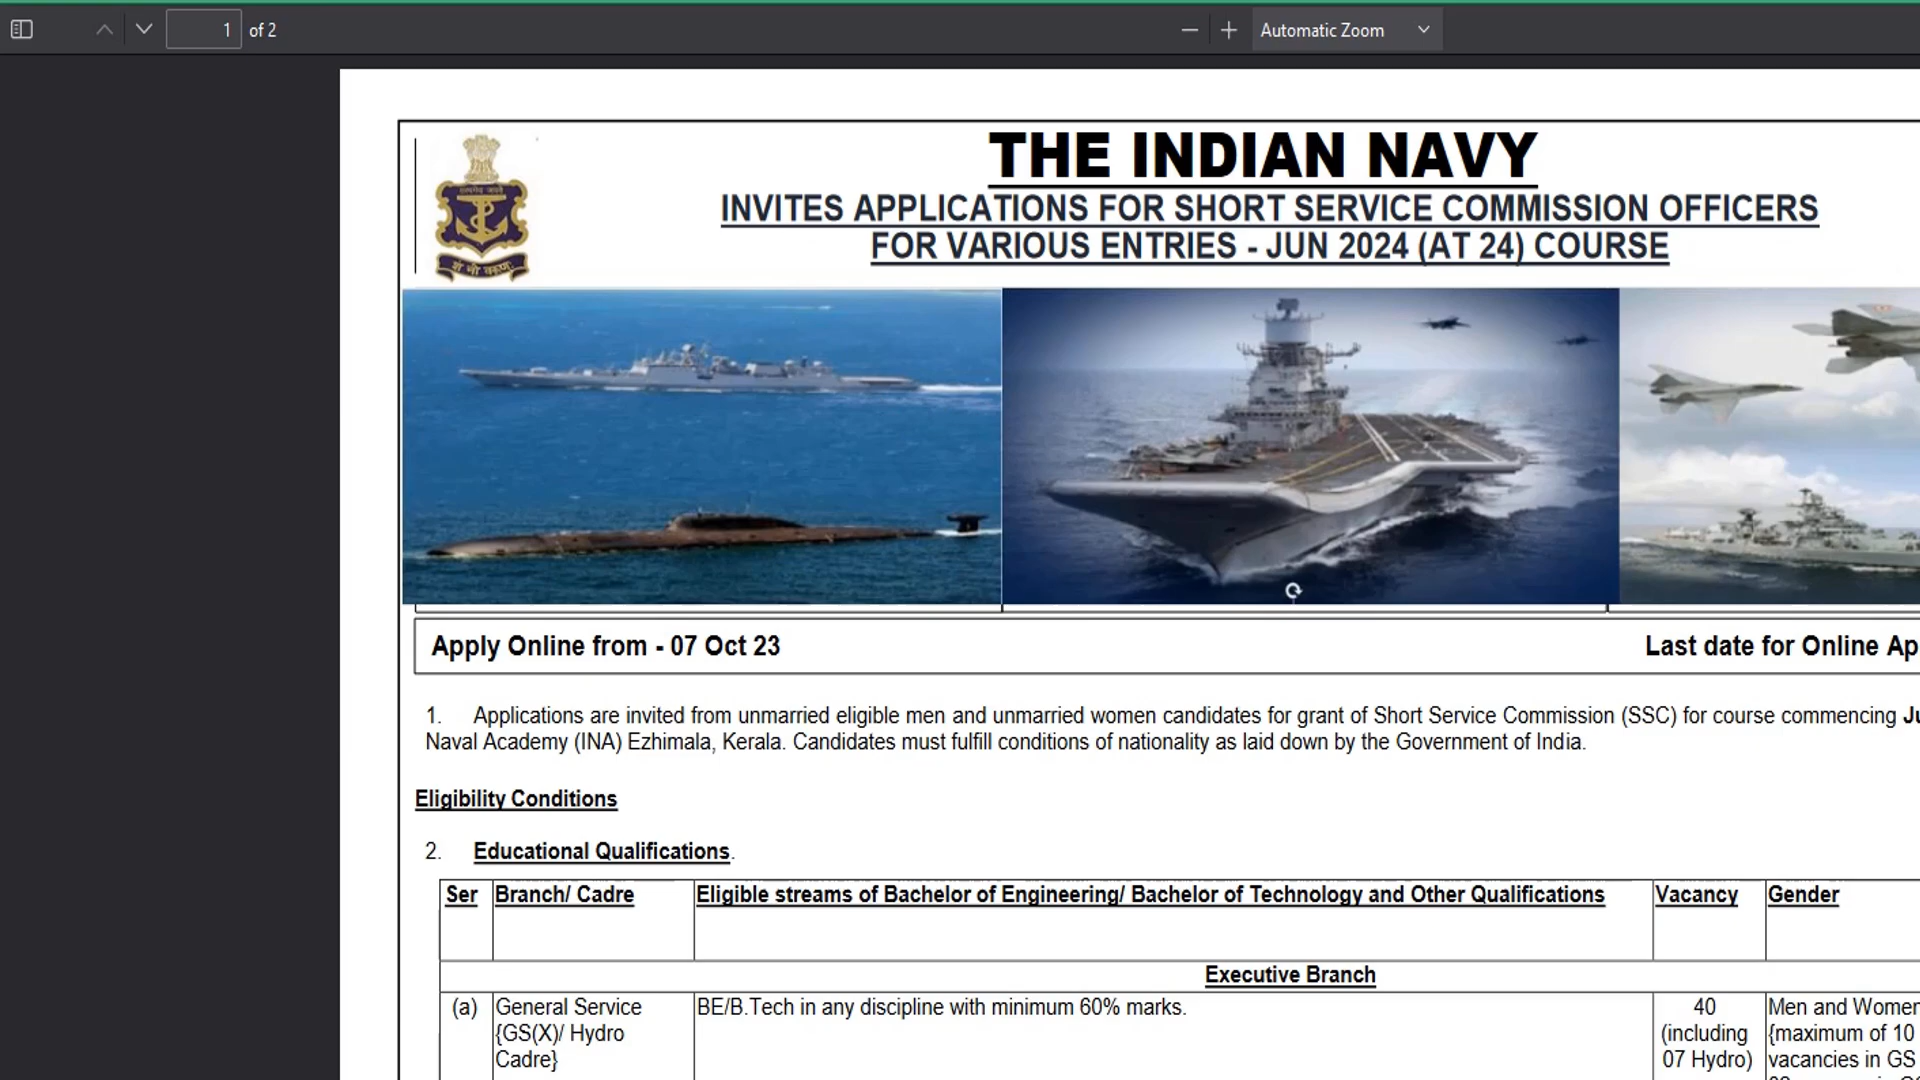 1 of 2
Automatic Zoom
THE INDIAN NAVY
INVITES APPLICATIONS FOR SHORT SERVICE COMMISSION OFFICERS
FOR VARIOUS ENTRIES - JUN 2024 (AT 24) COURSE
सत्यमेव जयते
शं नो वरुणः
Apply Online from - 07 Oct 23
Last date for Online Ap
1. Applications are invited from unmarried eligible men and unmarried women candidates for grant of Short Service Commission (SSC) for course commencing Ju
Naval Academy (INA) Ezhimala, Kerala. Candidates must fulfill conditions of nationality as laid down by the Government of India.
Eligibility Conditions
2. Educational Qualifications.
Ser Branch/ Cadre Eligible streams of Bachelor of Engineering/ Bachelor of Technology and Other Qualifications Vacancy Gender
Executive Branch
(a) General Service BE/B.Tech in any discipline with minimum 60% marks. 40 Men and Women
{GS(X)/ Hydro (including {maximum of 10
Cadre} 07 Hydro) vacancies in GS